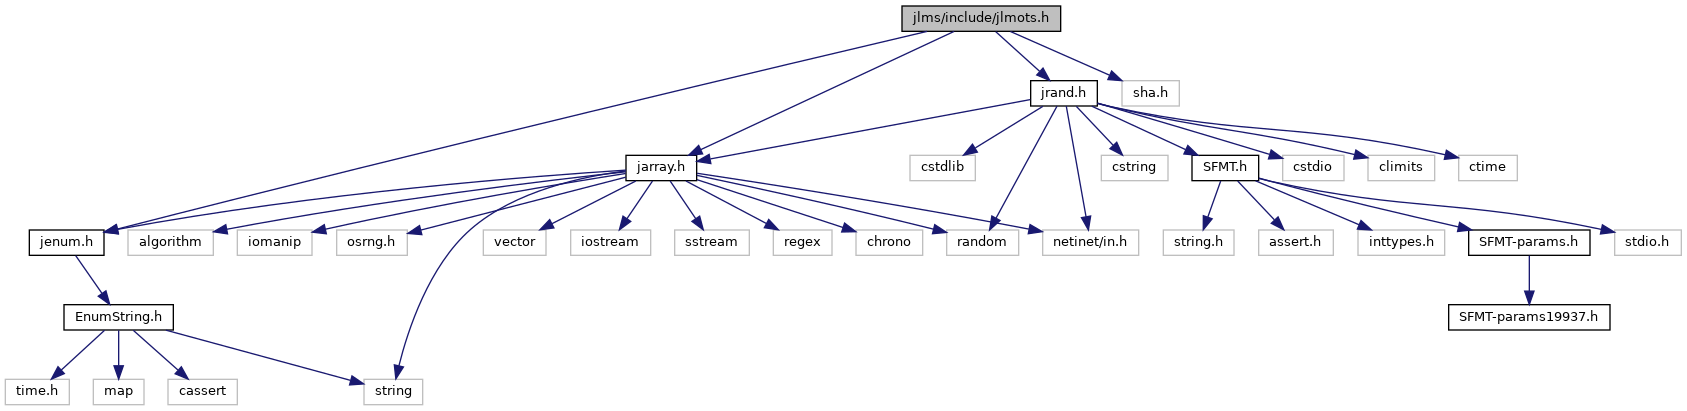 jlms/include/jlmots.h
jrand.h
sha.h
jarray.h
cstdlib
cstring
SFMT.h
cstdio
climits
ctime
jenum.h
algorithm
iomanip
osrng.h
vector
iostream
sstream
regex
chrono
random
netinet/in.h
string.h
assert.h
inttypes.h
SFMT-params.h
stdio.h
EnumString.h
SFMT-params19937.h
time.h
map
cassert
string